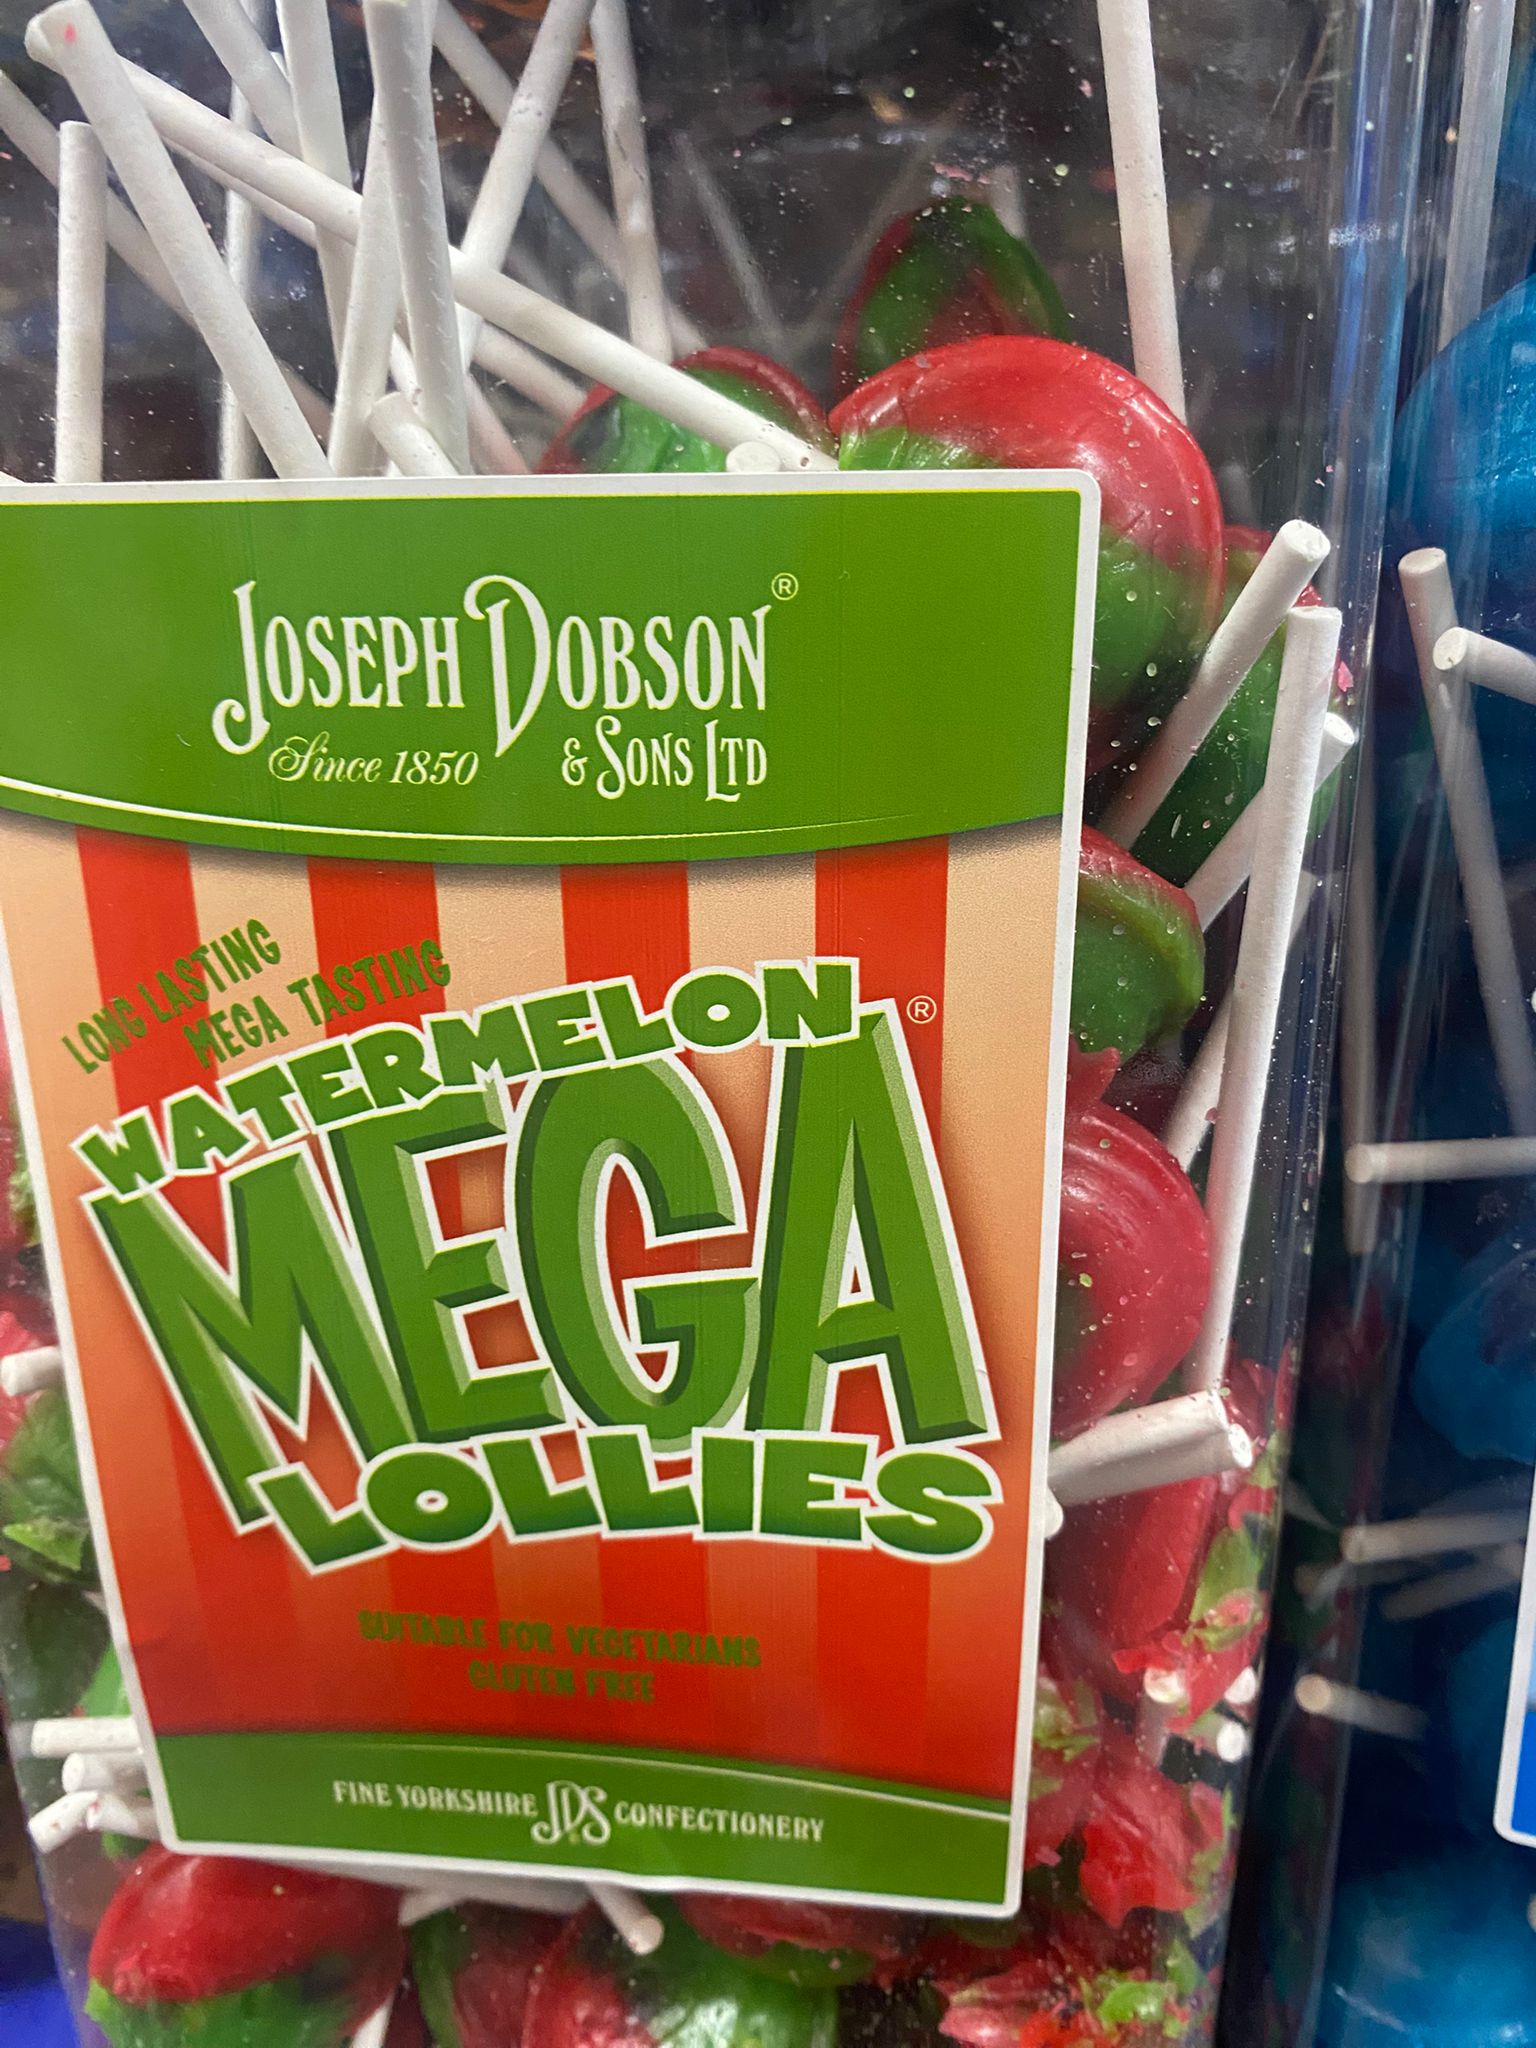 JOSEPH DOBSON®
Since 1850 & SONS LTD
LONG LASTING
MEGA TASTING
WATERMELON
MEGA®
LOLLIES
SUITABLE FOR VEGETARIANS
GLUTEN FREE
FINE YORKSHIRE JDS CONFECTIONERY